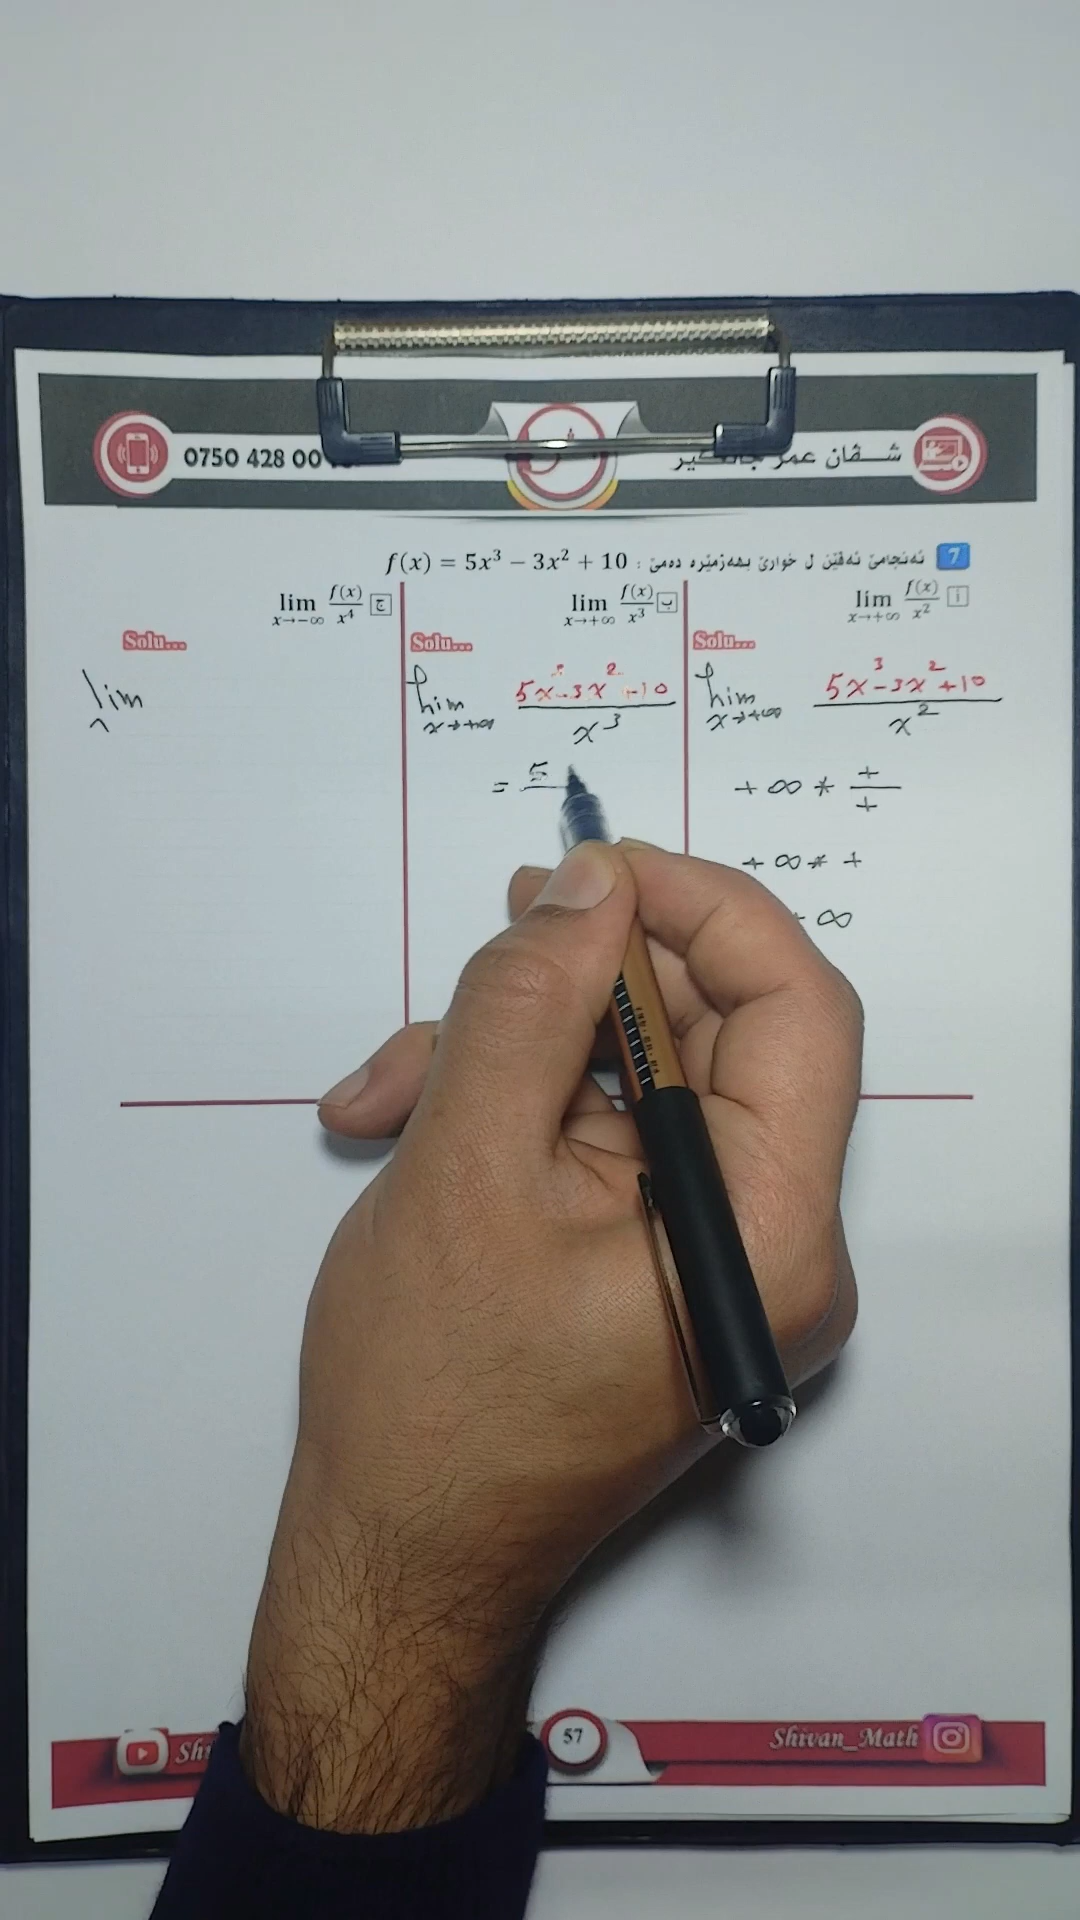 0750 428 00
شـڤان عمر
7 ئەنجامێ ئەڤێن ل خوارێ بهەژمێرە دەمێ : f(x) = 5x³ − 3x² + 10
أ lim x→+∞ f(x)/x²
ب lim x→+∞ f(x)/x³
ج lim x→−∞ f(x)/x⁴
Solu...
lim x→+∞ 5x³-3x²+10 / x²
+∞ * +/+
+∞ * +
∞
Solu...
lim x→+∞ 5x³-3x²+10 / x³
= 5
Solu...
lim
57
Shivan_Math